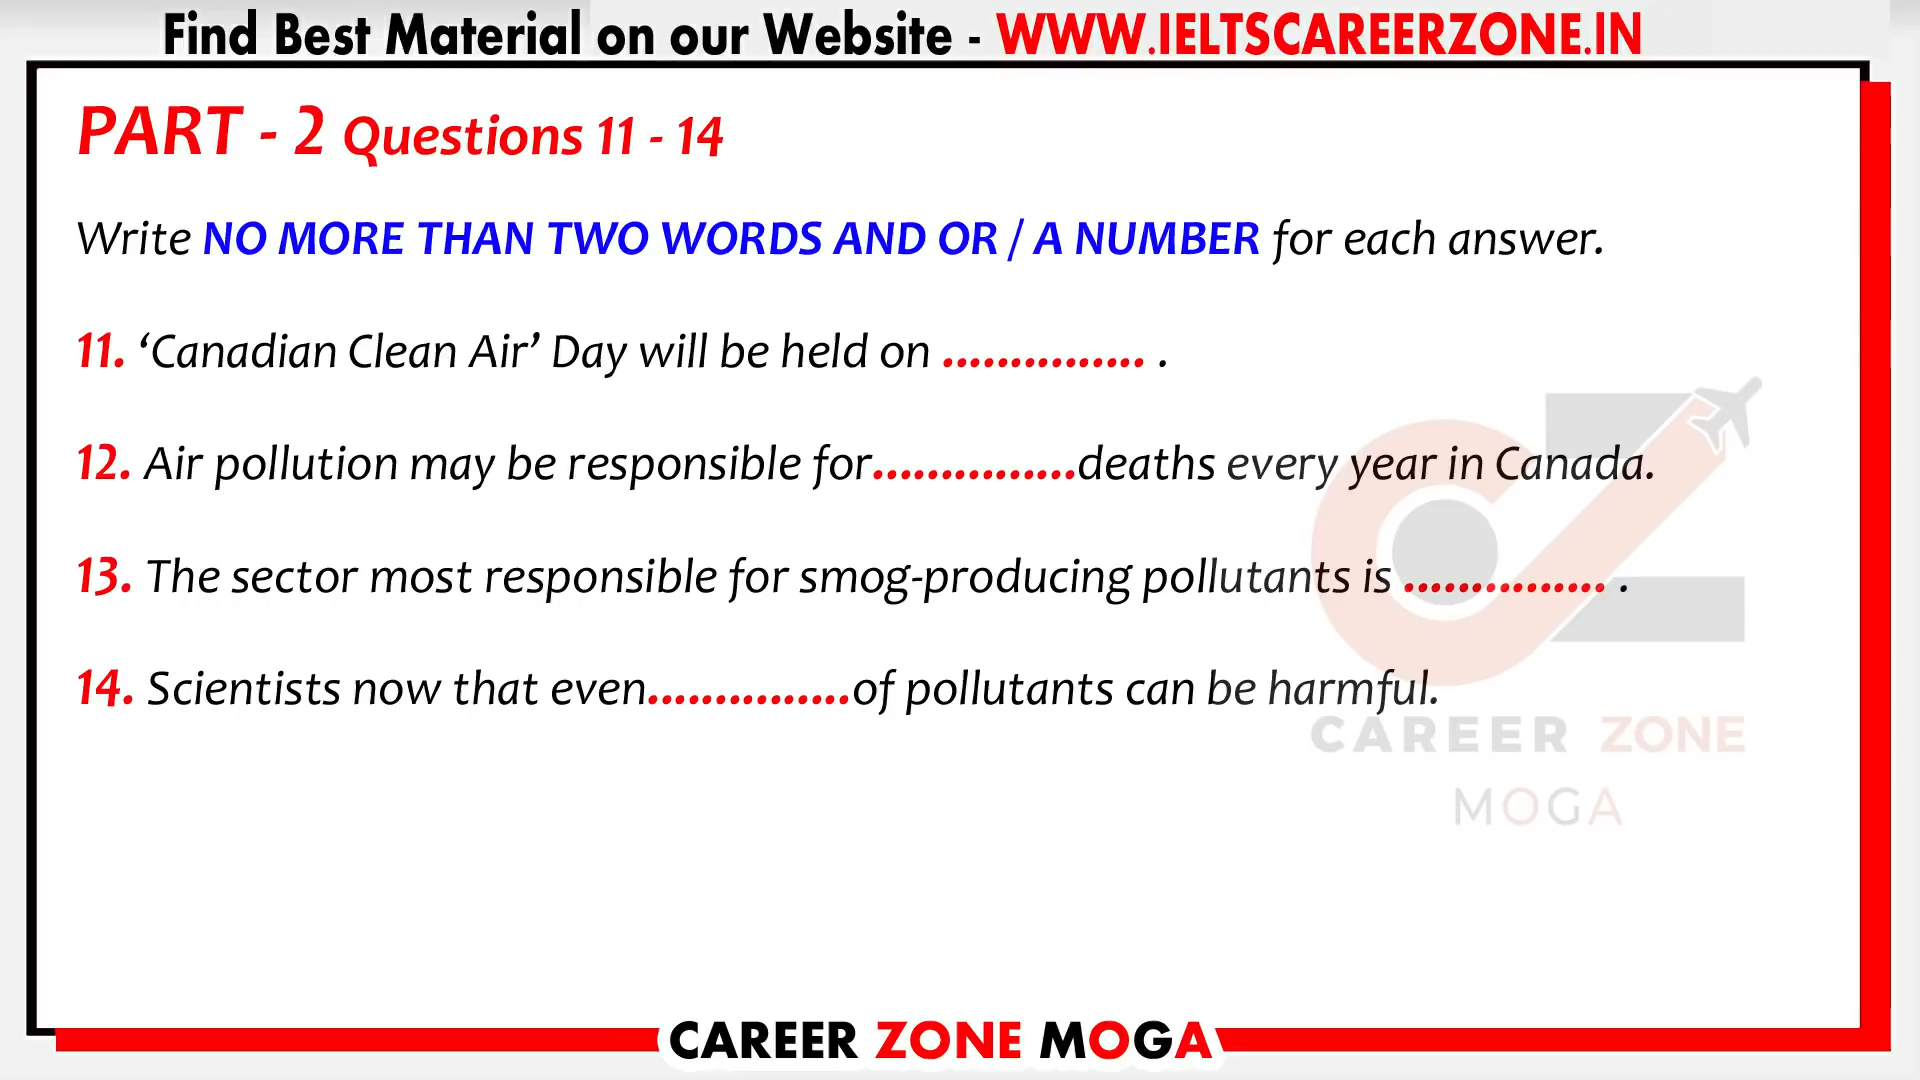 Find Best Material on our Website - WWW.IELTSCAREERZONE.IN
PART - 2 Questions 11 - 14
Write NO MORE THAN TWO WORDS AND OR / A NUMBER for each answer.
11. ‘Canadian Clean Air’ Day will be held on ............... .
12. Air pollution may be responsible for...............deaths every year in Canada.
13. The sector most responsible for smog-producing pollutants is ............... .
14. Scientists now that even...............of pollutants can be harmful.
CAREER ZONE
MOGA
CAREER ZONE MOGA